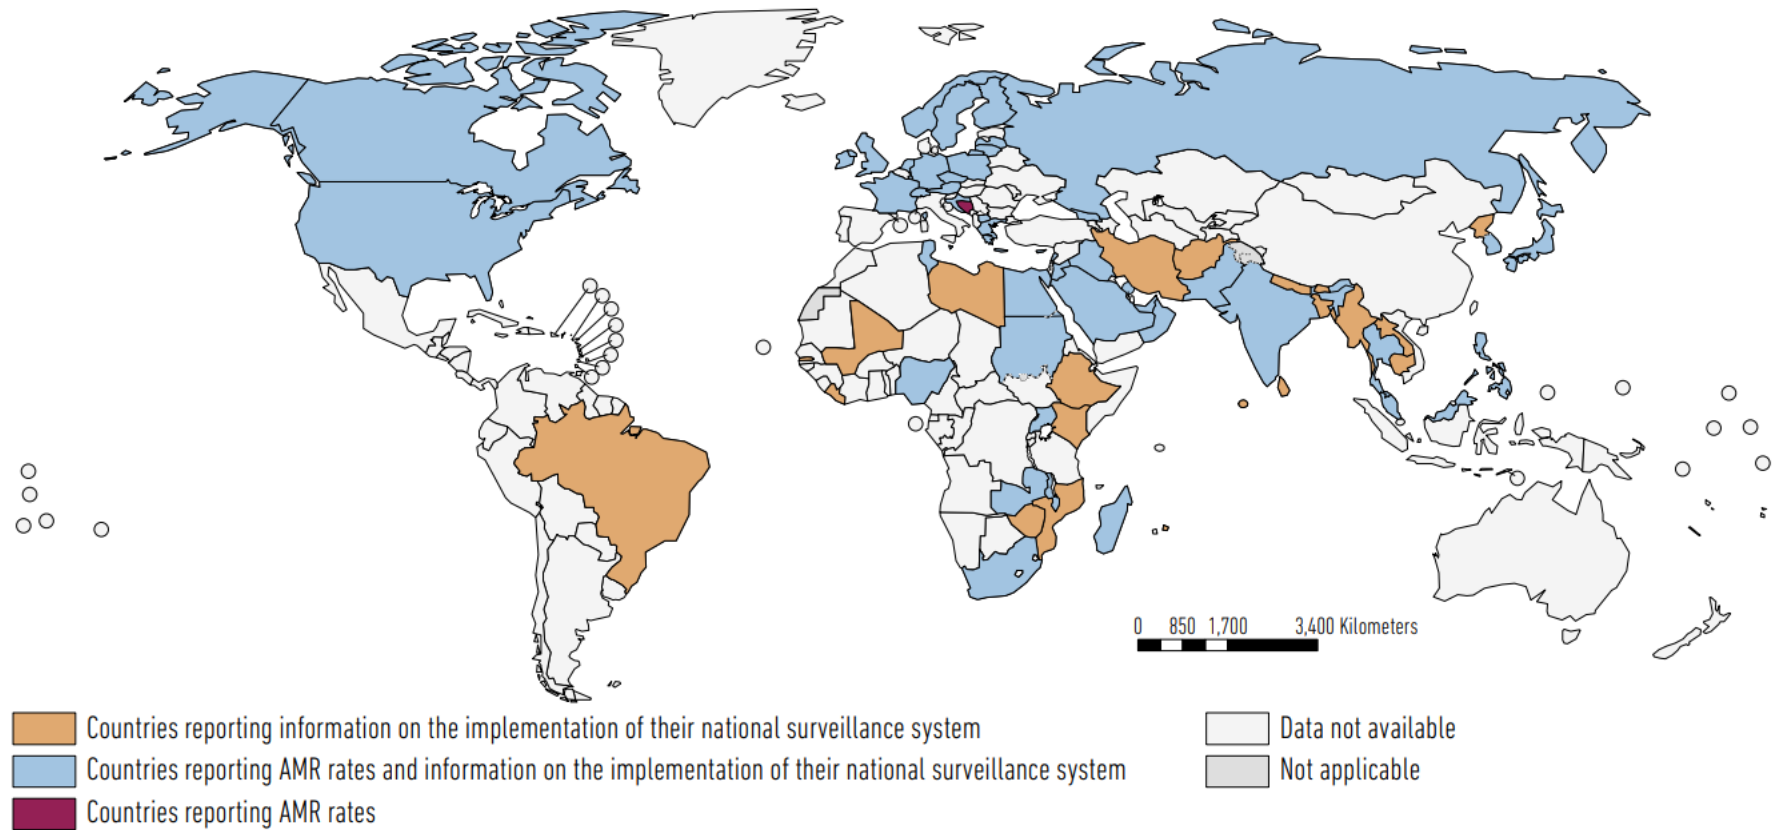 0 850 1,700 3,400 Kilometers
Countries reporting information on the implementation of their national surveillance system
Countries reporting AMR rates and information on the implementation of their national surveillance system
Countries reporting AMR rates
Data not available
Not applicable